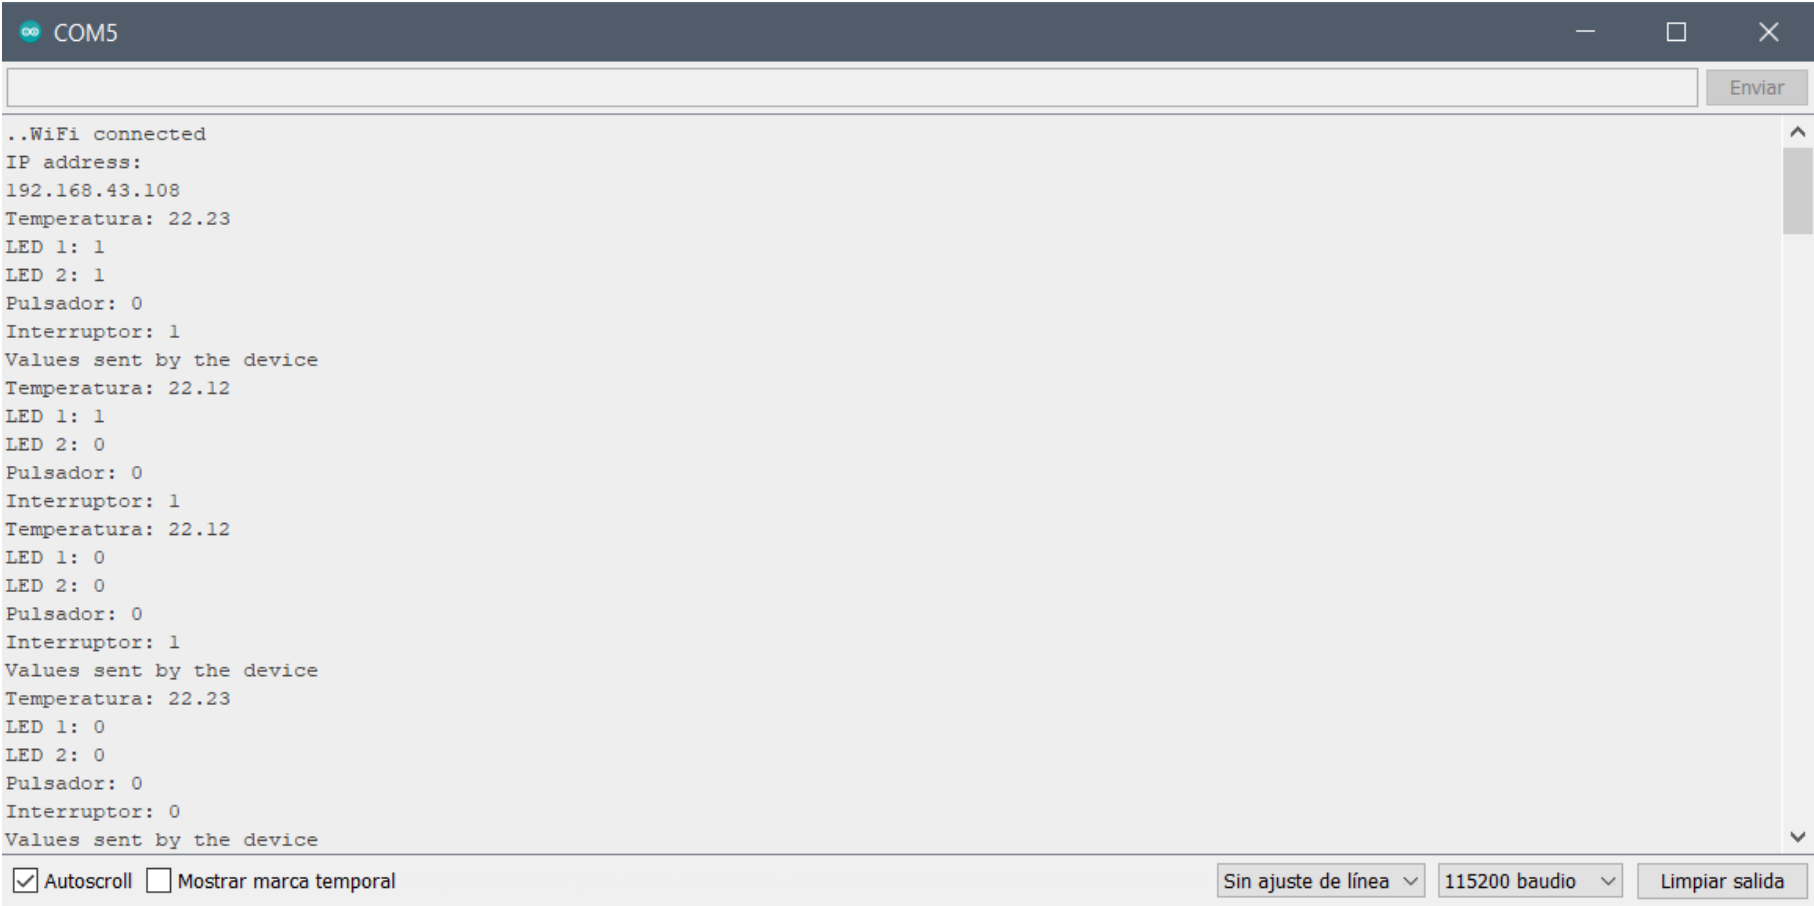 COM5
Enviar
..WiFi connected
IP address:
192.168.43.108
Temperatura: 22.23
LED 1: 1
LED 2: 1
Pulsador: 0
Interruptor: 1
Values sent by the device
Temperatura: 22.12
LED 1: 1
LED 2: 0
Pulsador: 0
Interruptor: 1
Temperatura: 22.12
LED 1: 0
LED 2: 0
Pulsador: 0
Interruptor: 1
Values sent by the device
Temperatura: 22.23
LED 1: 0
LED 2: 0
Pulsador: 0
Interruptor: 0
Values sent by the device
Autoscroll Mostrar marca temporal Sin ajuste de línea 115200 baudio Limpiar salida